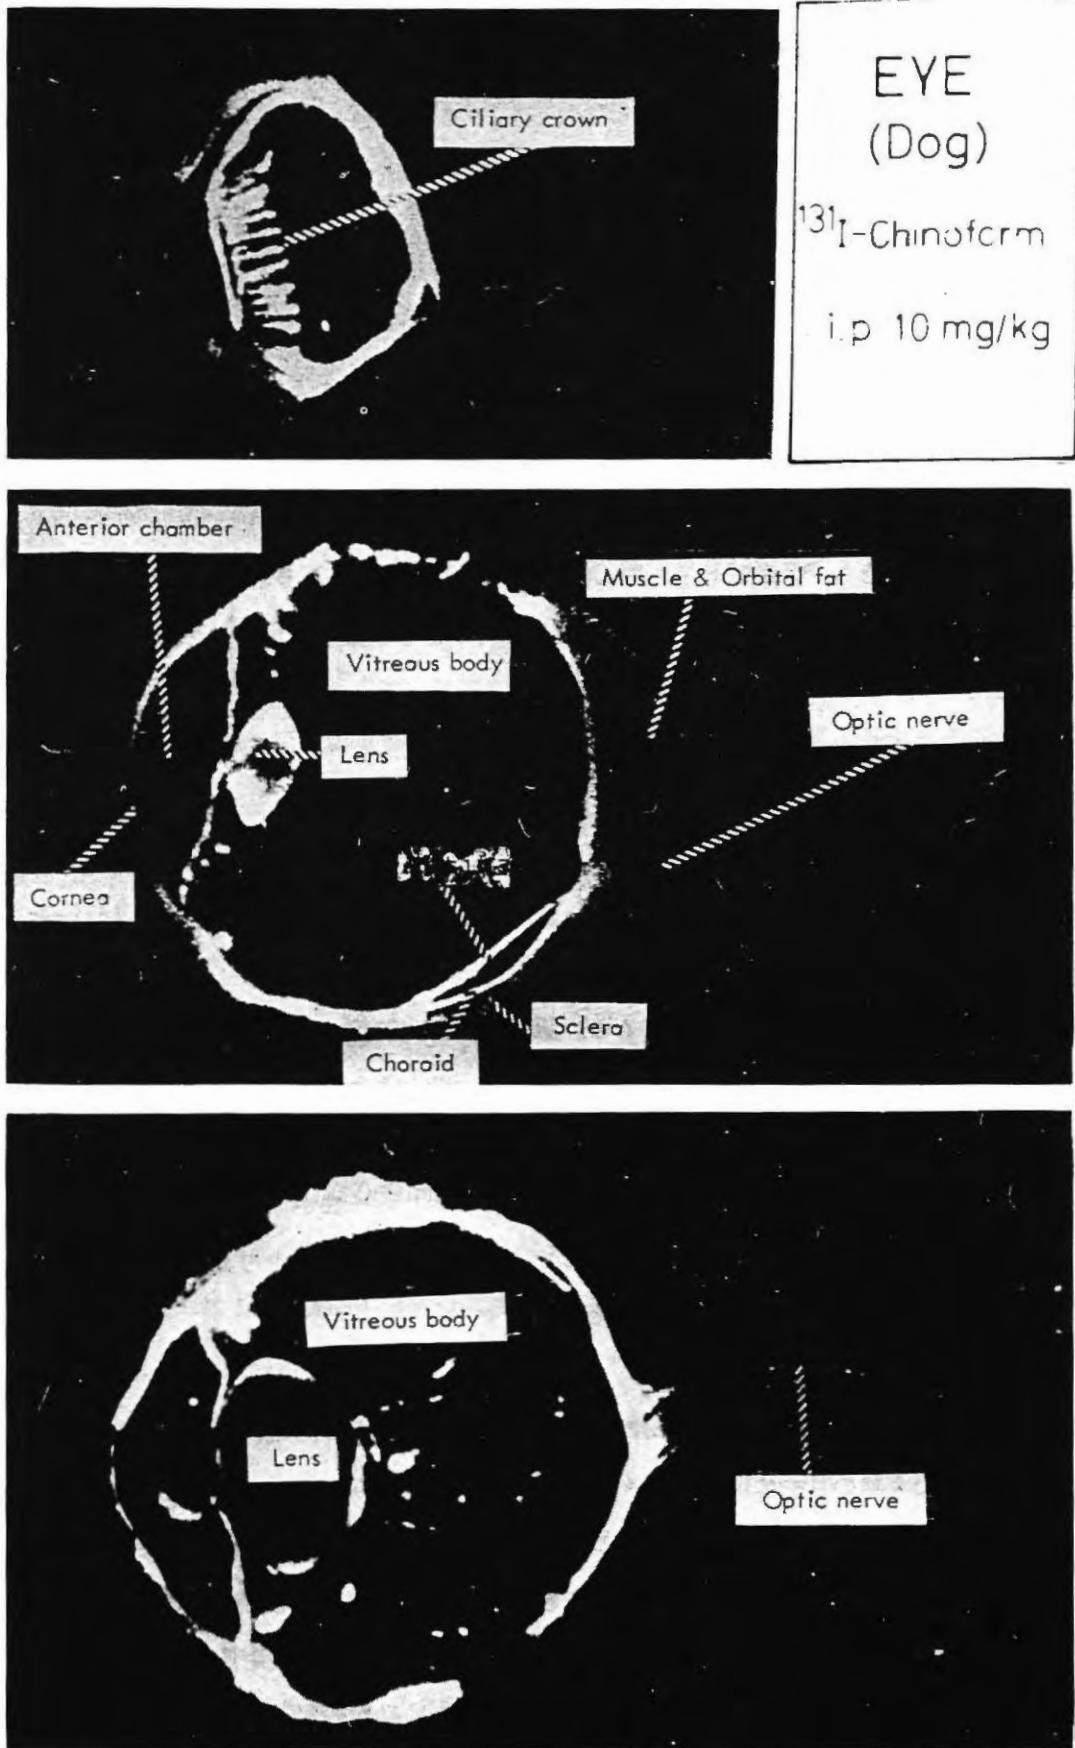 Ciliary crown
EYE
(Dog)
131I-Chinoform
i.p 10 mg/kg
Anterior chamber
Muscle & Orbital fat
Vitreous body
Optic nerve
Lens
Cornea
Sclera
Choroid
Vitreous body
Lens
Optic nerve